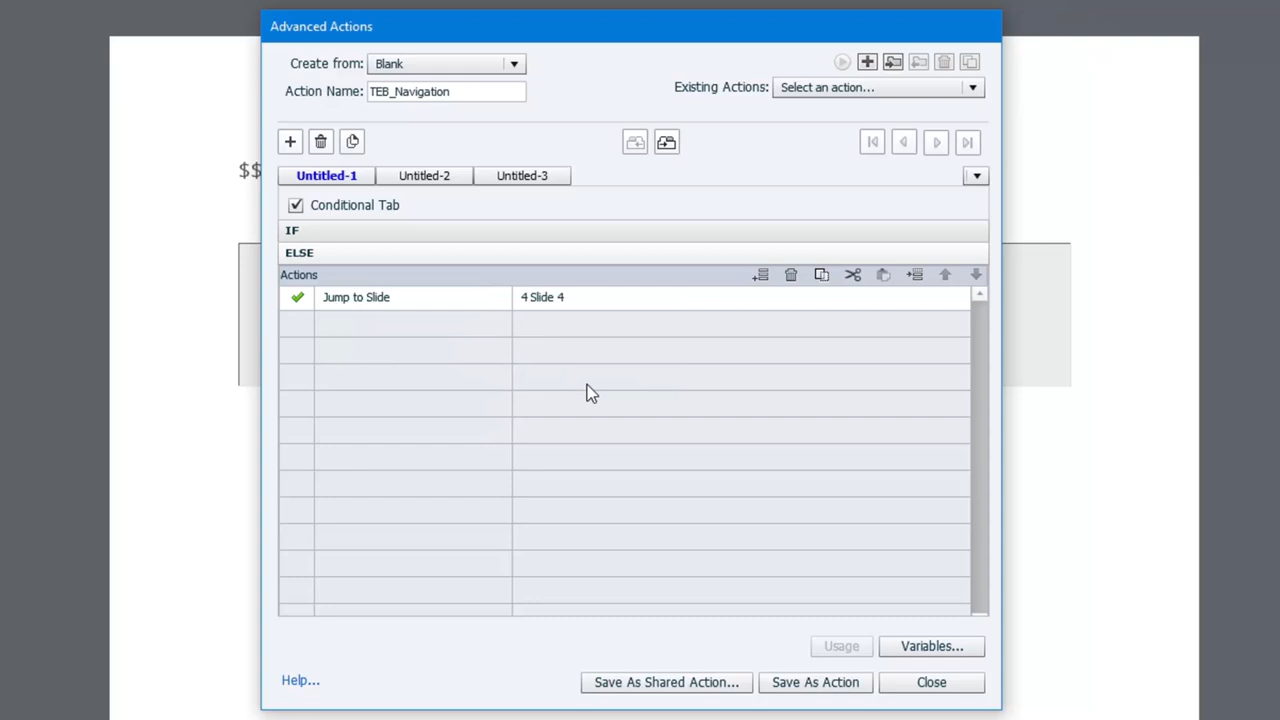 Advanced Actions
Create from: Blank
Action Name: TEB_Navigation
Existing Actions: Select an action...
$$
Untitled-1 Untitled-2 Untitled-3
Conditional Tab
IF
ELSE
Actions
Jump to Slide 4 Slide 4
Usage Variables...
Help... Save As Shared Action... Save As Action Close